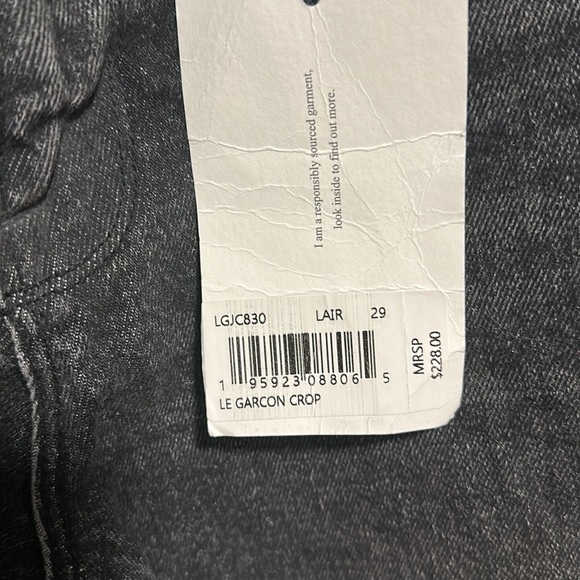 I am a responsibly sourced garment,
look inside to find out more.
LGJC830 LAIR 29
1 95923 08806 5
LE GARCON CROP
MRSP
$228.00